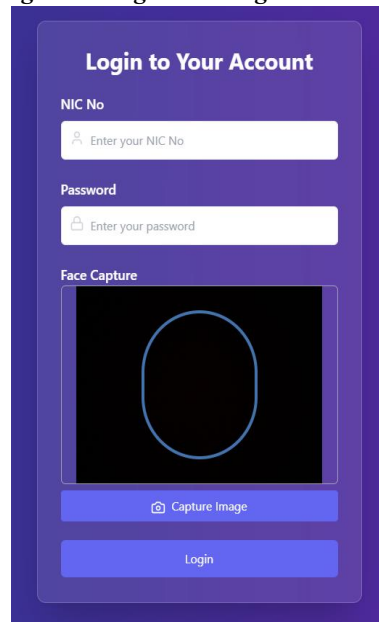 Login to Your Account
NIC No
Enter your NIC No
Password
Enter your password
Face Capture
Capture Image
Login